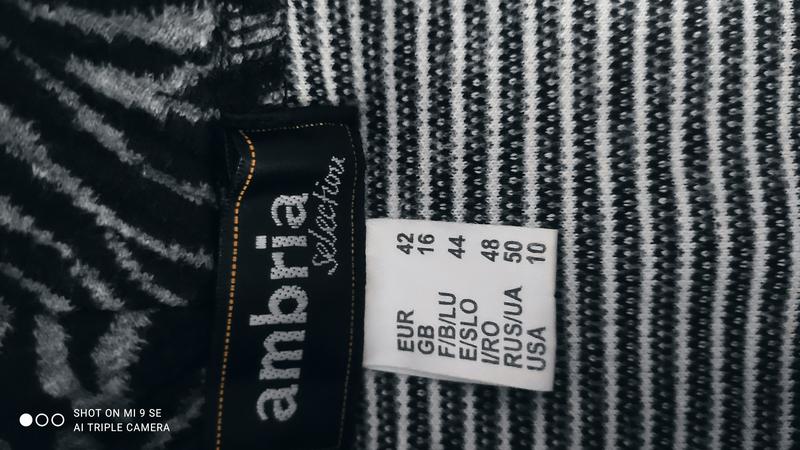 ambria
selection
EUR 42
GB 16
F/B/LU 44
E/SLO
I/RO 48
RUS/UA 50
USA 10
SHOT ON MI 9 SE
AI TRIPLE CAMERA